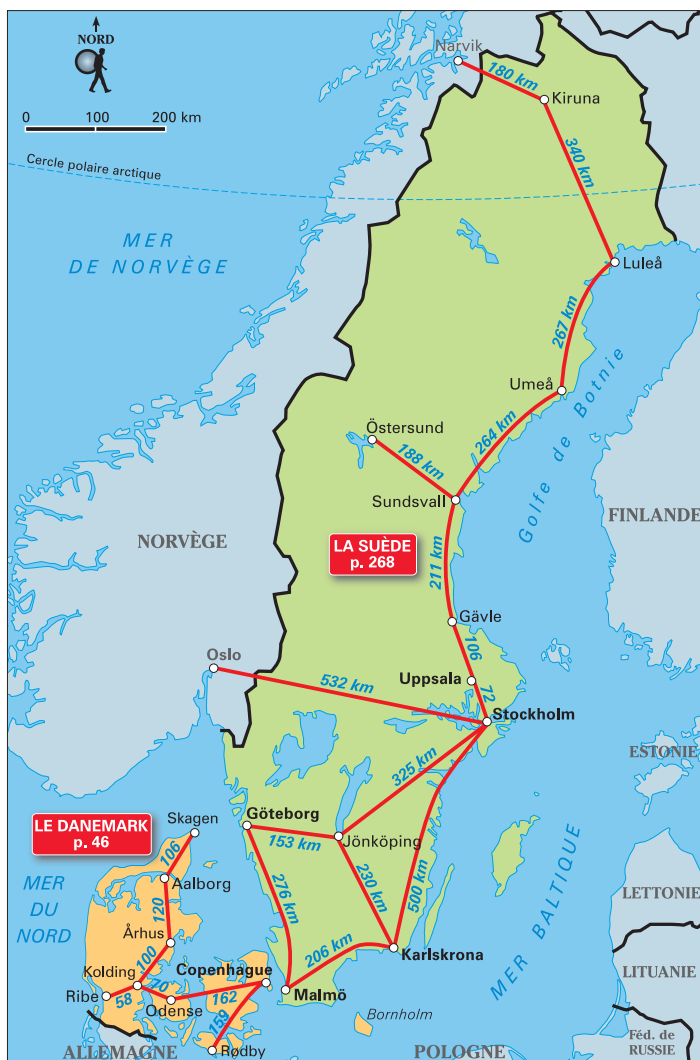 NORD
0 100 200 km
Narvik
180 km
Kiruna
340 km
Cercle polaire arctique
MER
DE NORVÈGE
Luleå
267 km
Umeå
Golfe de Botnie
Östersund
264 km
188 km
Sundsvall
FINLANDE
NORVÈGE
LA SUÈDE
p. 268
211 km
Gävle
106
Oslo
Uppsala
532 km
72
Stockholm
ESTONIE
325 km
Skagen
Göteborg
LE DANEMARK
p. 46
Jönköping
153 km
106
MER
DU
NORD
Aalborg
276 km
230 km
500 km
MER BALTIQUE
LETTONIE
120
Århus
206 km
Karlskrona
100
Kolding
Copenhague
LITUANIE
70
Ribe
58
Odense
162
Malmö
159
Bornholm
ALLEMAGNE
Rødby
POLOGNE
Féd. de
RUSSIE